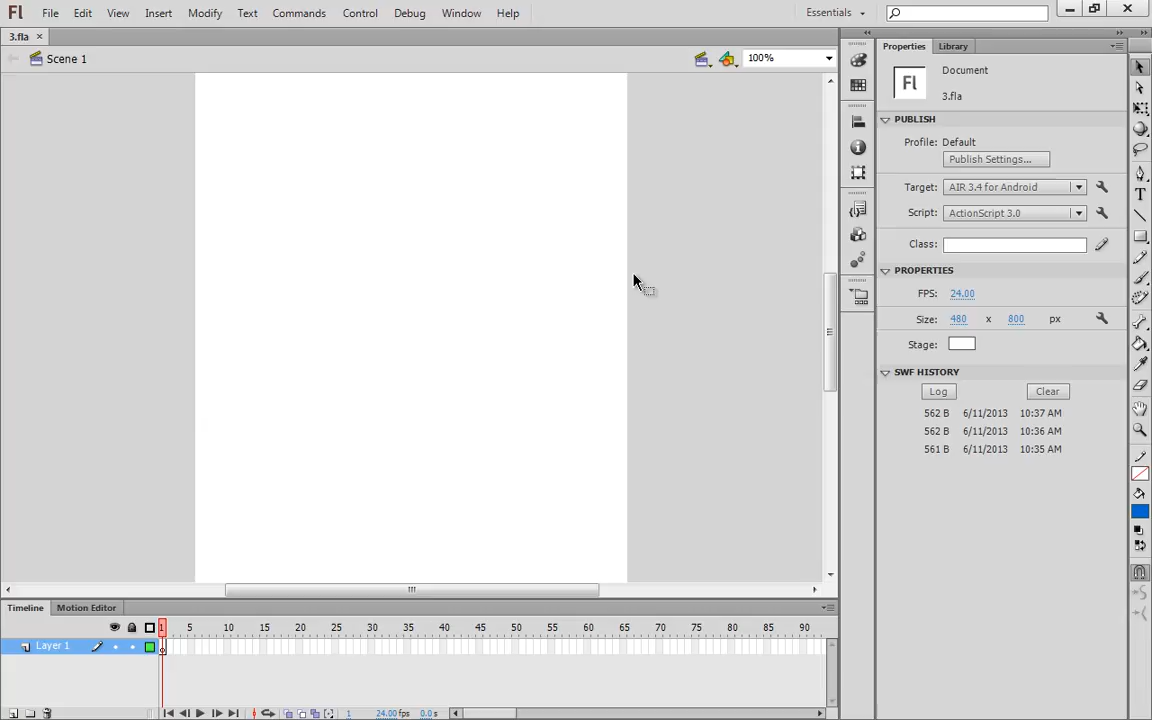 Fl File Edit View Insert Modify Text Commands Control Debug Window Help Essentials
3.fla
Scene 1 100%
Properties Library
Fl Document
3.fla
PUBLISH
Profile: Default
Publish Settings...
Target: AIR 3.4 for Android
Script: ActionScript 3.0
Class:
PROPERTIES
FPS: 24.00
Size: 480 x 800 px
Stage:
SWF HISTORY
Log Clear
562 B 6/11/2013 10:37 AM
562 B 6/11/2013 10:36 AM
561 B 6/11/2013 10:35 AM
Timeline Motion Editor
1 5 10 15 20 25 30 35 40 45 50 55 60 65 70 75 80 85 90
Layer 1
1 24.00 fps 0.0 s